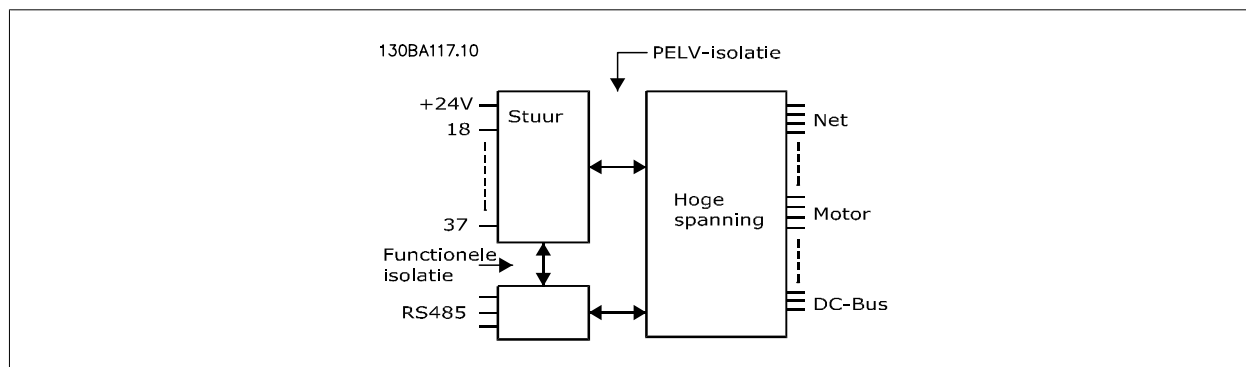 130BA117.10
PELV-isolatie
+24V
Stuur
18
Net
Hoge
spanning
Motor
37
Functionele
isolatie
RS485
DC-Bus